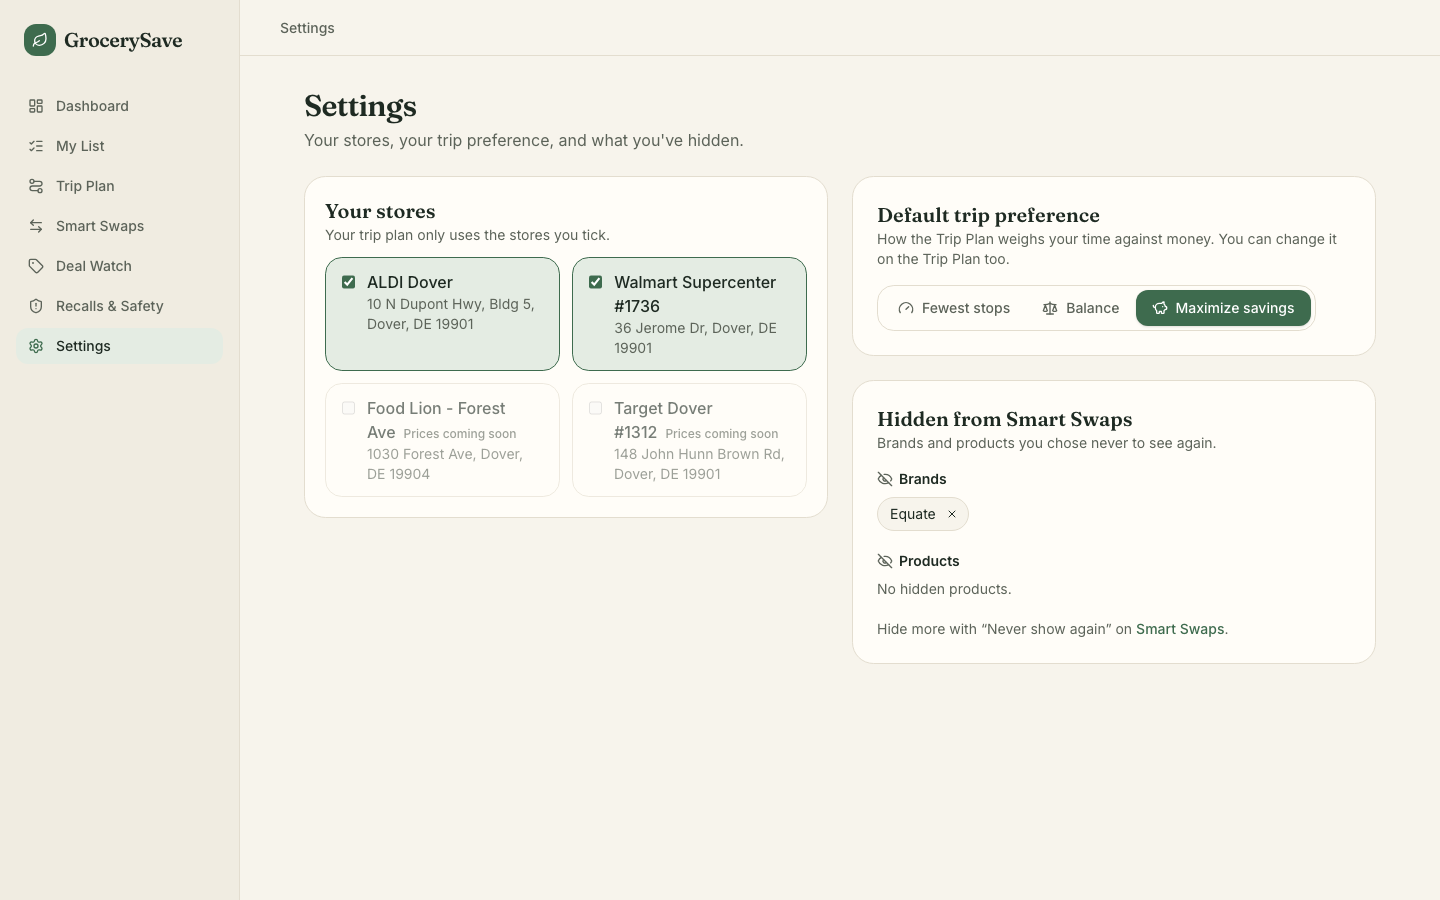 GrocerySave
Dashboard
My List
Trip Plan
Smart Swaps
Deal Watch
Recalls & Safety
Settings
Settings
Settings
Your stores, your trip preference, and what you've hidden.
Your stores
Your trip plan only uses the stores you tick.
ALDI Dover
10 N Dupont Hwy, Bldg 5,
Dover, DE 19901
Walmart Supercenter
#1736
36 Jerome Dr, Dover, DE
19901
Food Lion - Forest
Ave Prices coming soon
1030 Forest Ave, Dover,
DE 19904
Target Dover
#1312 Prices coming soon
148 John Hunn Brown Rd,
Dover, DE 19901
Default trip preference
How the Trip Plan weighs your time against money. You can change it
on the Trip Plan too.
Fewest stops
Balance
Maximize savings
Hidden from Smart Swaps
Brands and products you chose never to see again.
Brands
Equate
Products
No hidden products.
Hide more with “Never show again” on Smart Swaps.